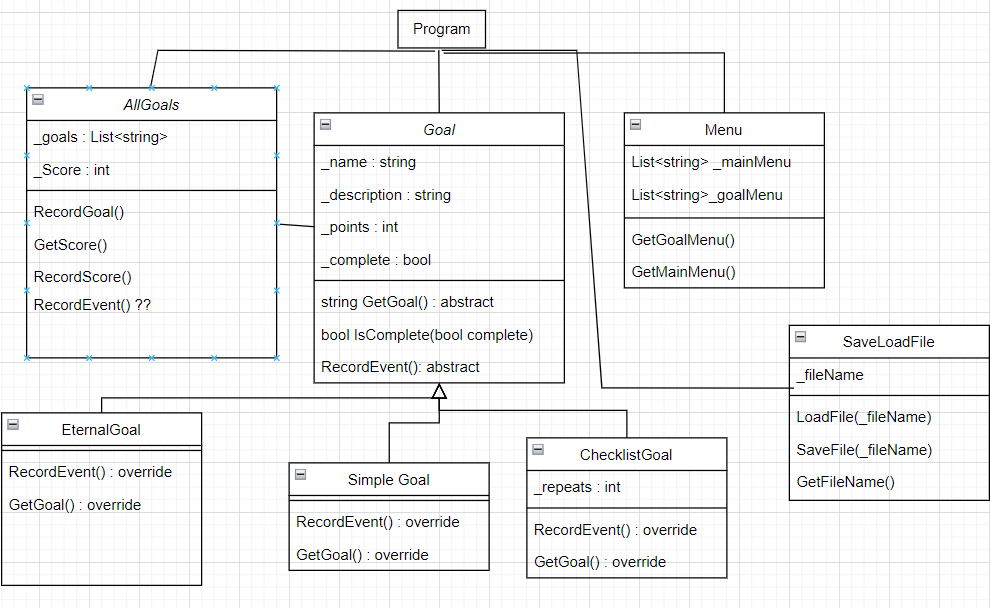 Program
AllGoals
_goals : List<string>
_Score : int
RecordGoal()
GetScore()
RecordScore()
RecordEvent() ??
Goal
_name : string
_description : string
_points : int
_complete : bool
string GetGoal() : abstract
bool IsComplete(bool complete)
RecordEvent(): abstract
Menu
List<string> _mainMenu
List<string>_goalMenu
GetGoalMenu()
GetMainMenu()
SaveLoadFile
_fileName
LoadFile(_fileName)
SaveFile(_fileName)
GetFileName()
EternalGoal
RecordEvent() : override
GetGoal() : override
Simple Goal
RecordEvent() : override
GetGoal() : override
ChecklistGoal
_repeats : int
RecordEvent() : override
GetGoal() : override